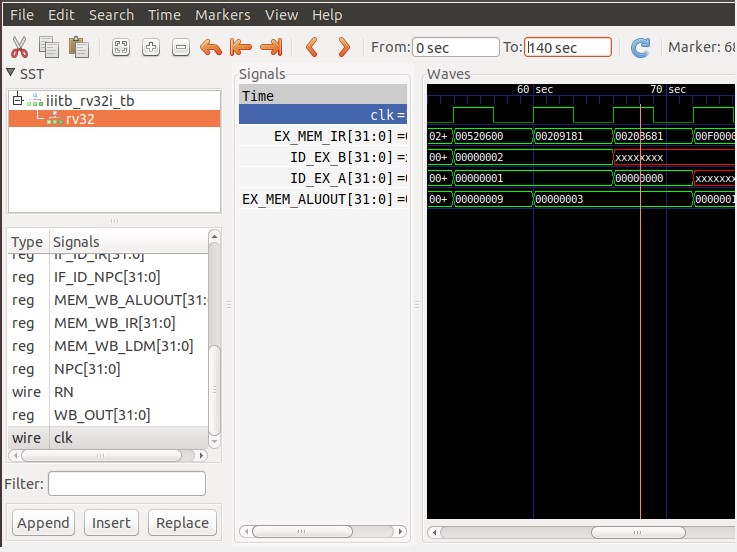 File Edit Search Time Markers View Help
From: 0 sec To: 140 sec Marker: 68
SST
iiitb_rv32i_tb
rv32
Type Signals
reg IF_ID_IR[31:0]
reg IF_ID_NPC[31:0]
reg MEM_WB_ALUOUT[31:
reg MEM_WB_IR[31:0]
reg MEM_WB_LDM[31:0]
reg NPC[31:0]
wire RN
reg WB_OUT[31:0]
wire clk
Filter:
Append Insert Replace
Signals
Time
clk=
EX_MEM_IR[31:0]=
ID_EX_B[31:0]=
ID_EX_A[31:0]=
EX_MEM_ALUOUT[31:0]=
Waves
60 sec 70 sec
02+ 00520600 00209181 00208681 00F0000
00+ 00000002 xxxxxxxx
00+ 00000001 00000000 xxxxxxx
00+ 00000009 00000003 0000001